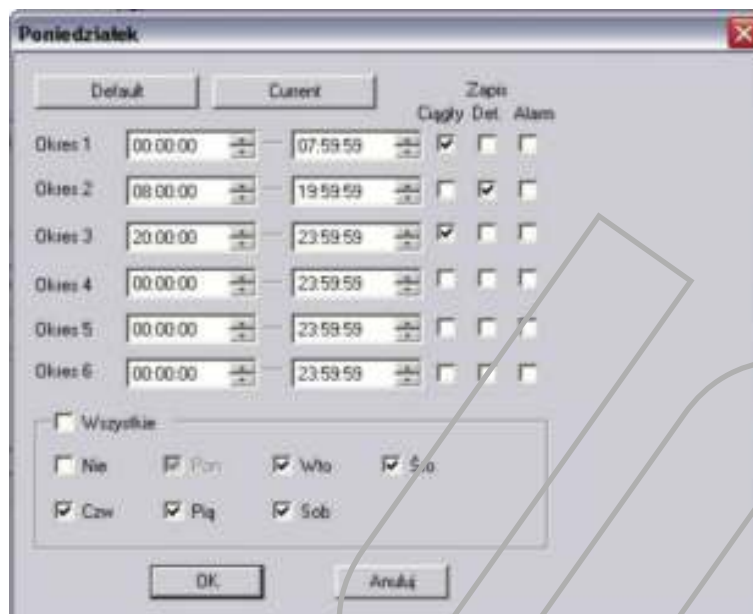 Poniedziałek
Default Current Zapis
Ciągły Det. Alarm
Okres 1 00:00:00 07:59:59
Okres 2 08:00:00 19:59:59
Okres 3 20:00:00 23:59:59
Okres 4 00:00:00 23:59:59
Okres 5 00:00:00 23:59:59
Okres 6 00:00:00 23:59:59
Wszystkie
Nie Pon Wto Śro
Czw Pią Sob
OK Anuluj